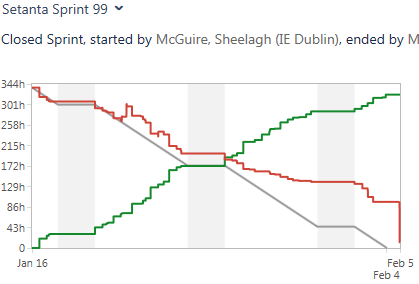 Setanta Sprint 99
Closed Sprint, started by McGuire, Sheelagh (IE Dublin), ended by M
344h
301h
258h
215h
172h
129h
86h
43h
0
Jan 16
Feb 5
Feb 4